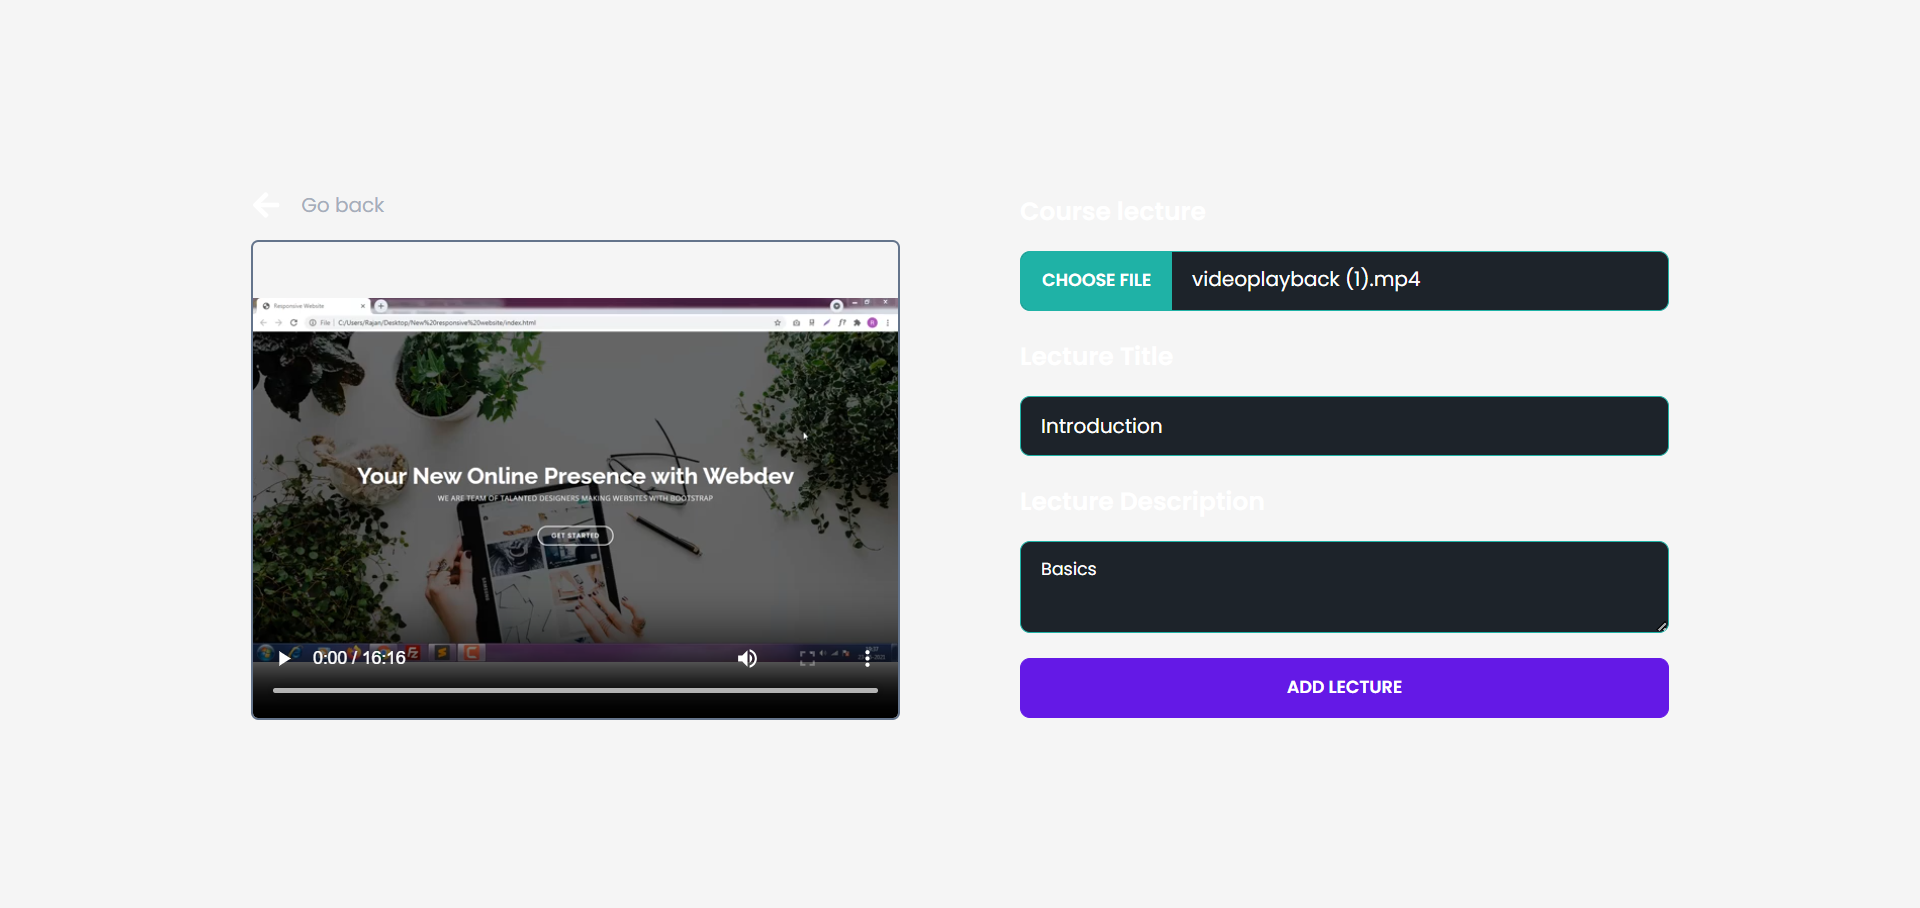 Go back
Responsive Website
File
C:/Users/Rajan/Desktop/New%20responsive%20website/index.html
Your New Online Presence with Webdev
WE ARE TEAM OF TALANTED DESIGNERS MAKING WEBSITES WITH BOOTSTRAP
GET STARTED
SAMSUNG
0:00 / 16:16
Course lecture
CHOOSE FILE
videoplayback (1).mp4
Lecture Title
Introduction
Lecture Description
Basics
ADD LECTURE